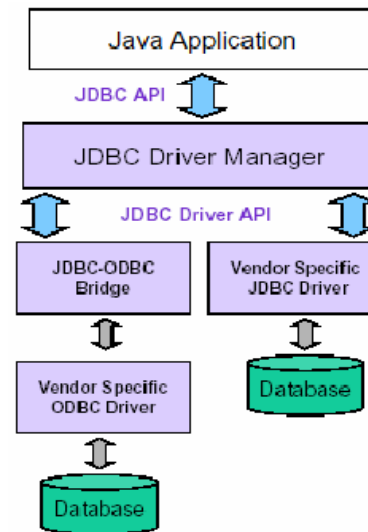 Java Application
JDBC API
JDBC Driver Manager
JDBC Driver API
JDBC-ODBC
Bridge
Vendor Specific
JDBC Driver
Vendor Specific
ODBC Driver
Database
Database